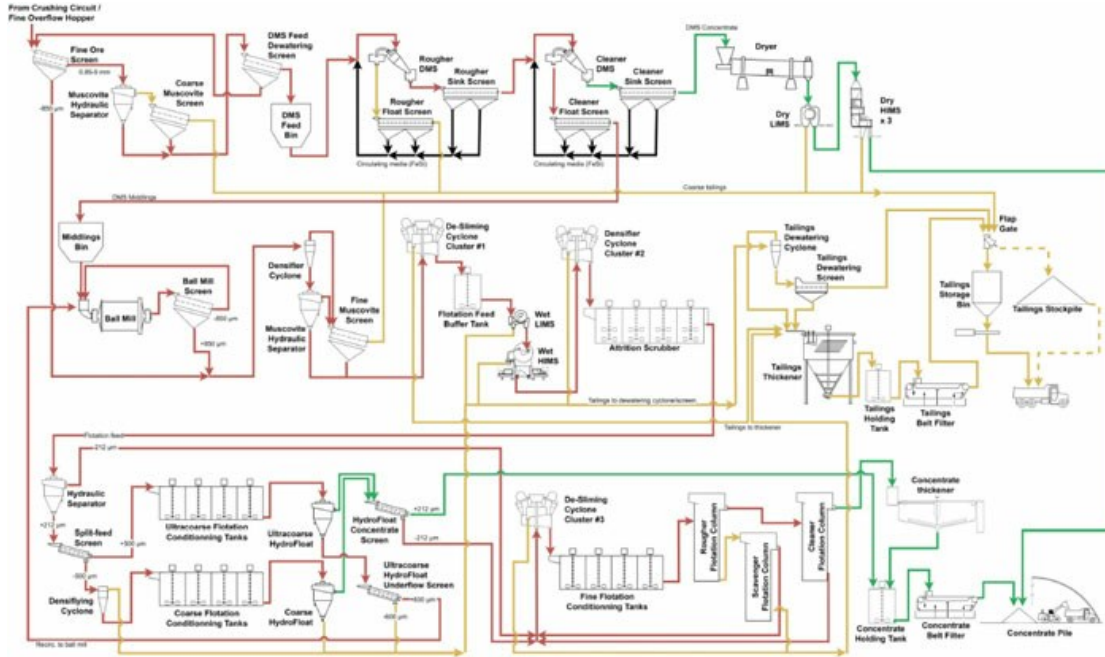 From Crushing Circuit /
Fine Overflow Hopper
Fine Ore
Screen
0.85-9 mm
-850 µm
Muscovite
Hydraulic
Separator
Coarse
Muscovite
Screen
DMS Feed
Dewatering
Screen
DMS
Feed
Bin
Rougher
DMS
Rougher
Sink Screen
Rougher
Float Screen
Circulating media (FeSi)
Cleaner
DMS
Cleaner
Sink Screen
Cleaner
Float Screen
Circulating media (FeSi)
DMS Concentrate
Dryer
Dry
LIMS
Dry
HIMS
x 3
Coarse tailings
DMS Middlings
Middlings
Bin
Ball Mill
Ball Mill
Screen
-850 µm
+850 µm
Densifier
Cyclone
Muscovite
Hydraulic
Separator
Fine
Muscovite
Screen
De-Sliming
Cyclone
Cluster #1
Flotation Feed
Buffer Tank
Wet
LIMS
Wet
HIMS
Densifier
Cyclone
Cluster #2
Attrition Scrubber
Tailings
Dewatering
Cyclone
Tailings
Dewatering
Screen
Flap
Gate
Tailings
Storage
Bin
Tailings Stockpile
Tailings
Thickener
Tailings
Holding
Tank
Tailings
Belt Filter
Tailings to dewatering cyclone/screen
Tailings to thickener
Flotation feed
-212 µm
Hydraulic
Separator
+212 µm
Split-feed
Screen
+500 µm
-500 µm
Densifiying
Cyclone
Recirc. to ball mill
Ultracoarse Flotation
Conditionning Tanks
Coarse Flotation
Conditionning Tanks
Ultracoarse
HydroFloat
Coarse
HydroFloat
HydroFloat
Concentrate
Screen
+212 µm
-212 µm
Ultracoarse
HydroFloat
Underflow Screen
De-Sliming
Cyclone
Cluster #3
Fine Flotation
Conditionning Tanks
Rougher
Flotation Column
Scavenger
Flotation Column
Cleaner
Flotation Column
Concentrate
thickener
Concentrate
Holding Tank
Concentrate
Belt Filter
Concentrate Pile